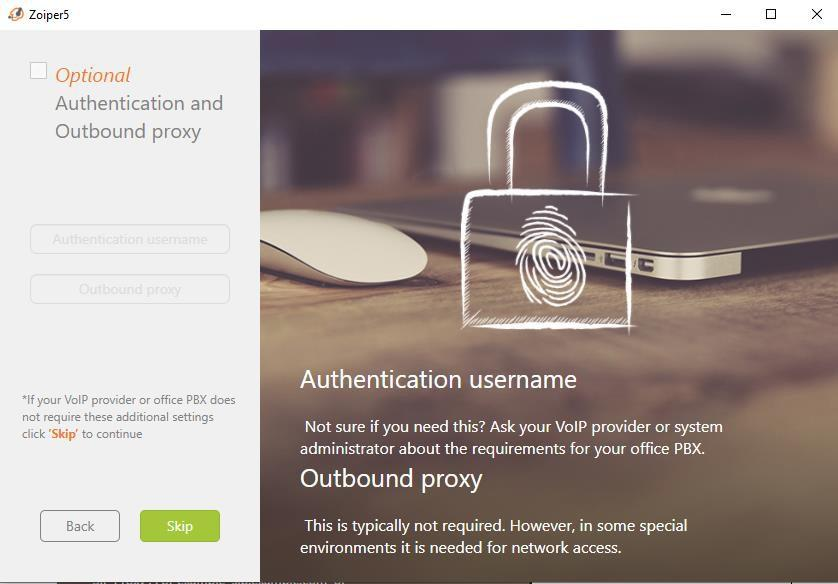 Zoiper5
Optional
Authentication and
Outbound proxy
Authentication username
Outbound proxy
*If your VoIP provider or office PBX does
not require these additional settings
click 'Skip' to continue
Back
Skip
Authentication username
Not sure if you need this? Ask your VoIP provider or system
administrator about the requirements for your office PBX.
Outbound proxy
This is typically not required. However, in some special
environments it is needed for network access.